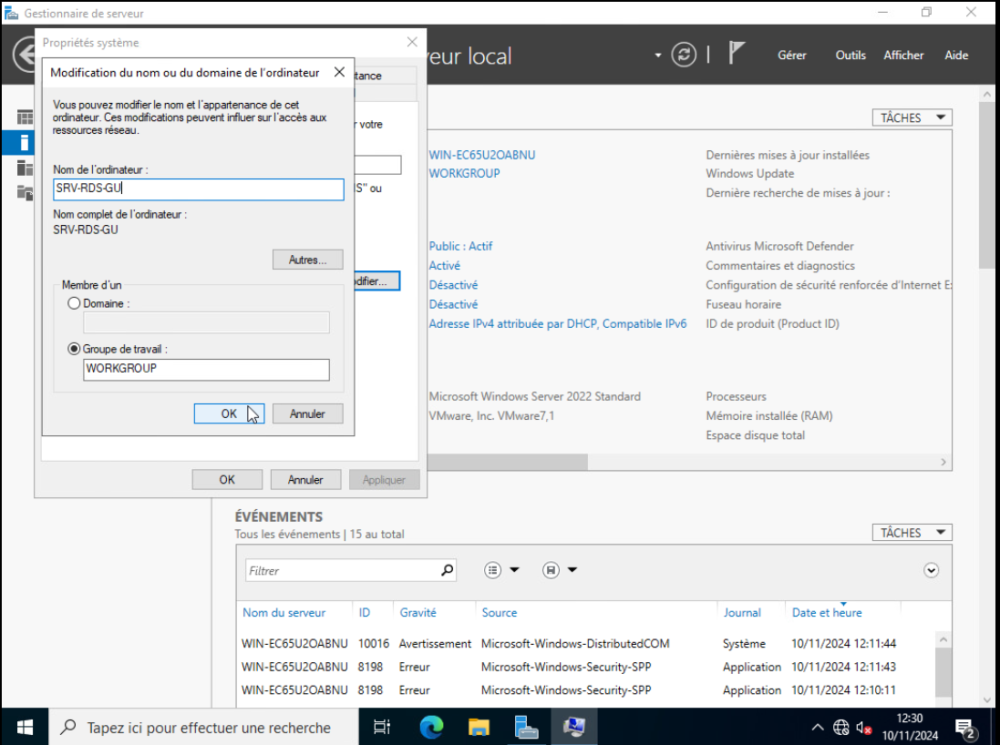 Gestionnaire de serveur
Propriétés système
Modification du nom ou du domaine de l'ordinateur
Vous pouvez modifier le nom et l'appartenance de cet
ordinateur. Ces modifications peuvent influer sur l'accès aux
ressources réseau.
Nom de l'ordinateur :
SRV-RDS-GU
Nom complet de l'ordinateur :
SRV-RDS-GU
Autres...
Membre d'un
Domaine :
Groupe de travail :
WORKGROUP
OK
Annuler
OK
Annuler
Appliquer
tance
r votre
S" ou
difier...
veur local
Gérer
Outils
Afficher
Aide
TÂCHES
WIN-EC65U2OABNU
WORKGROUP
Dernières mises à jour installées
Windows Update
Dernière recherche de mises à jour :
Public : Actif
Activé
Désactivé
Désactivé
Adresse IPv4 attribuée par DHCP, Compatible IPv6
Antivirus Microsoft Defender
Commentaires et diagnostics
Configuration de sécurité renforcée d'Internet E
Fuseau horaire
ID de produit (Product ID)
Microsoft Windows Server 2022 Standard
VMware, Inc. VMware7,1
Processeurs
Mémoire installée (RAM)
Espace disque total
ÉVÉNEMENTS
Tous les événements | 15 au total
TÂCHES
Filtrer
Nom du serveur ID Gravité Source Journal Date et heure
WIN-EC65U2OABNU 10016 Avertissement Microsoft-Windows-DistributedCOM Système 10/11/2024 12:11:44
WIN-EC65U2OABNU 8198 Erreur Microsoft-Windows-Security-SPP Application 10/11/2024 12:11:43
WIN-EC65U2OABNU 8198 Erreur Microsoft-Windows-Security-SPP Application 10/11/2024 12:10:11
Tapez ici pour effectuer une recherche
12:30
10/11/2024
2